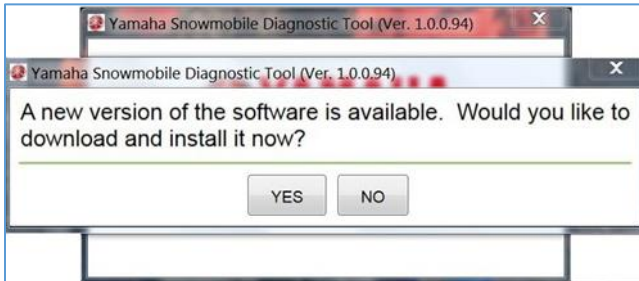 Yamaha Snowmobile Diagnostic Tool (Ver. 1.0.0.94)
Yamaha Snowmobile Diagnostic Tool (Ver. 1.0.0.94)
A new version of the software is available. Would you like to
download and install it now?
YES NO